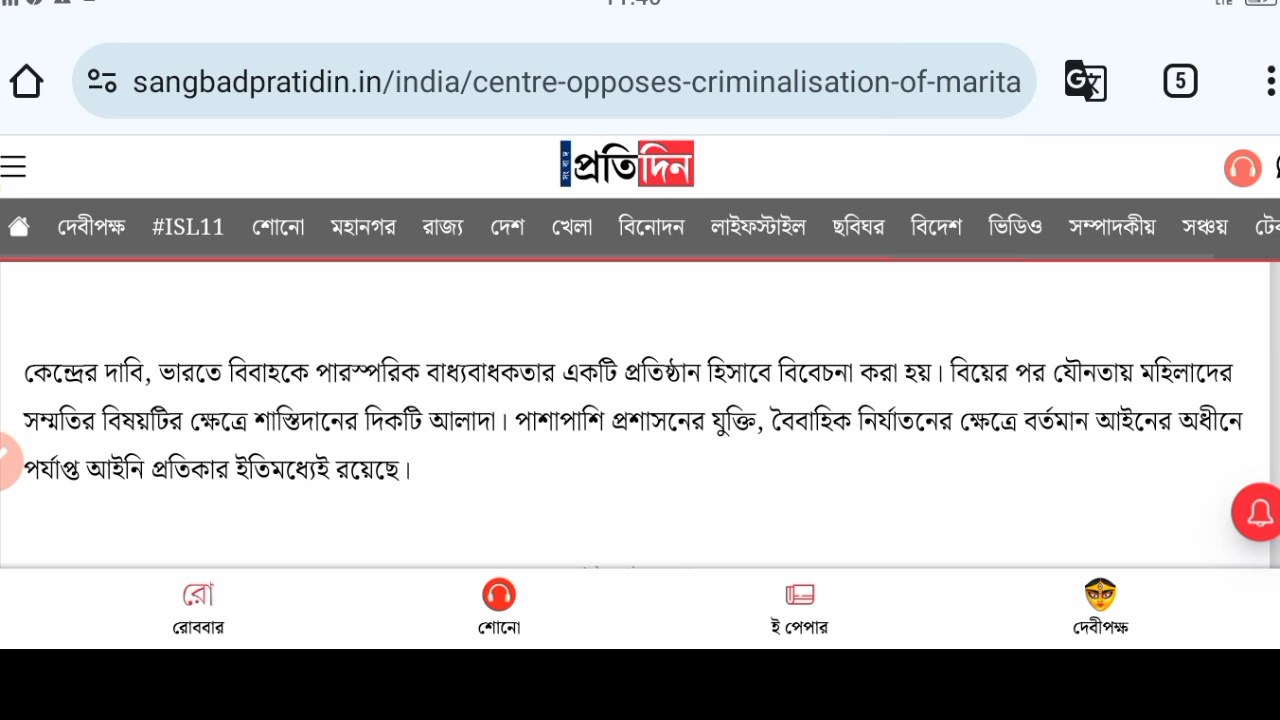 sangbadpratidin.in/india/centre-opposes-criminalisation-of-marita
5
প্রতিদিন
দেবীপক্ষ #ISL11 শোনো মহানগর রাজ্য দেশ খেলা বিনোদন লাইফস্টাইল ছবিঘর বিদেশ ভিডিও সম্পাদকীয় সঞ্চয়
কেন্দ্রের দাবি, ভারতে বিবাহকে পারস্পরিক বাধ্যবাধকতার একটি প্রতিষ্ঠান হিসাবে বিবেচনা করা হয়। বিয়ের পর যৌনতায় মহিলাদের
সম্মতির বিষয়টির ক্ষেত্রে শাস্তিদানের দিকটি আলাদা। পাশাপাশি প্রশাসনের যুক্তি, বৈবাহিক নির্যাতনের ক্ষেত্রে বর্তমান আইনের অধীনে
পর্যাপ্ত আইনি প্রতিকার ইতিমধ্যেই রয়েছে।
রো
রোববার শোনো ই পেপার দেবীপক্ষ